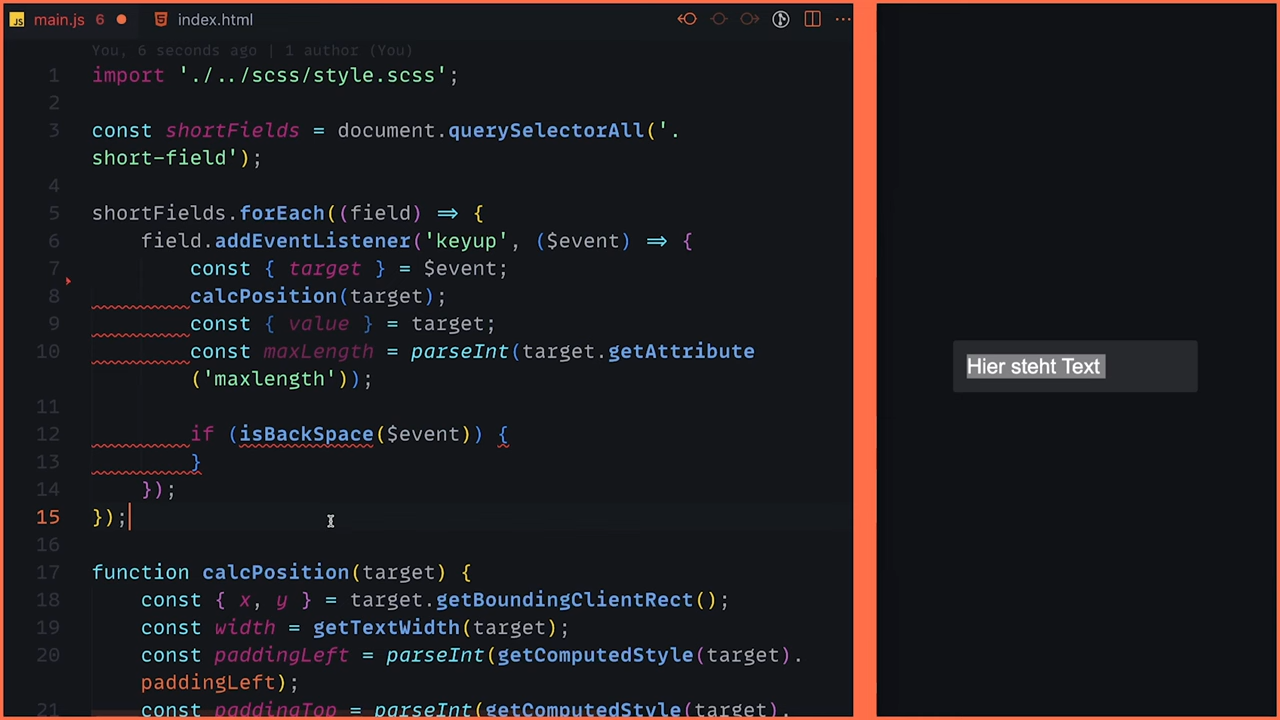 JS main.js 6 index.html
You, 6 seconds ago | 1 author (You)
1 import './../scss/style.scss';
2
3 const shortFields = document.querySelectorAll('.
short-field');
4
5 shortFields.forEach((field) => {
6 field.addEventListener('keyup', ($event) => {
7 const { target } = $event;
8 calcPosition(target);
9 const { value } = target;
10 const maxLength = parseInt(target.getAttribute
('maxlength'));
11
12 if (isBackSpace($event)) {
13 }
14 });
15 });
16
17 function calcPosition(target) {
18 const { x, y } = target.getBoundingClientRect();
19 const width = getTextWidth(target);
20 const paddingLeft = parseInt(getComputedStyle(target).
paddingLeft);
21 const paddingTop = parseInt(getComputedStyle(target).
Hier steht Text